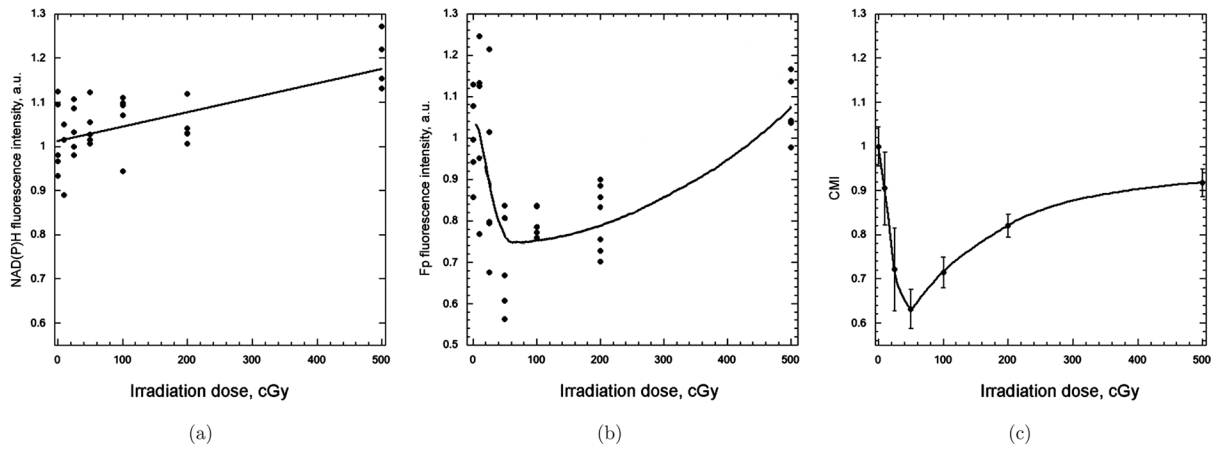 1.3
1.2
1.1
1
0.9
0.8
0.7
0.6
NAD(P)H fluorescence intensity, a.u.
0 100 200 300 400 500
Irradiation dose, cGy
(a)
1.3
1.2
1.1
1
0.9
0.8
0.7
0.6
0.5
Fp fluorescence intensity, a.u.
0 100 200 300 400 500
Irradiation dose, cGy
(b)
1.3
1.2
1.1
1
0.9
0.8
0.7
0.6
CMI
0 100 200 300 400 500
Irradiation dose, cGy
(c)